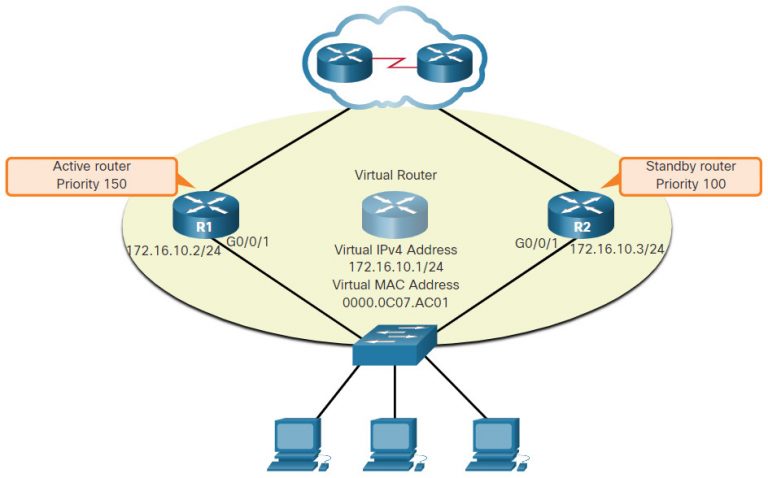 Active router
Priority 150
Virtual Router
Standby router
Priority 100
R1
R2
172.16.10.2/24
G0/0/1
Virtual IPv4 Address
172.16.10.1/24
Virtual MAC Address
0000.0C07.AC01
G0/0/1
172.16.10.3/24